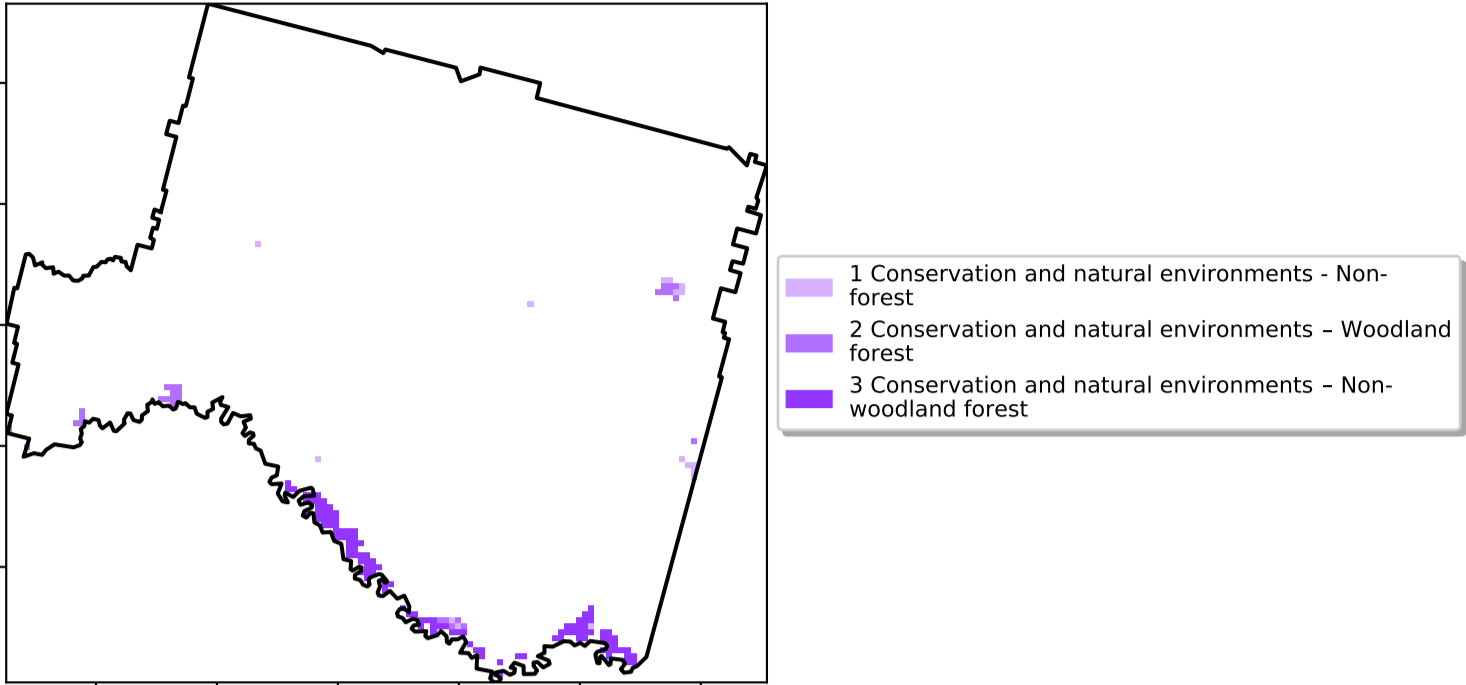 1 Conservation and natural environments - Non-
forest
2 Conservation and natural environments – Woodland
forest
3 Conservation and natural environments – Non-
woodland forest